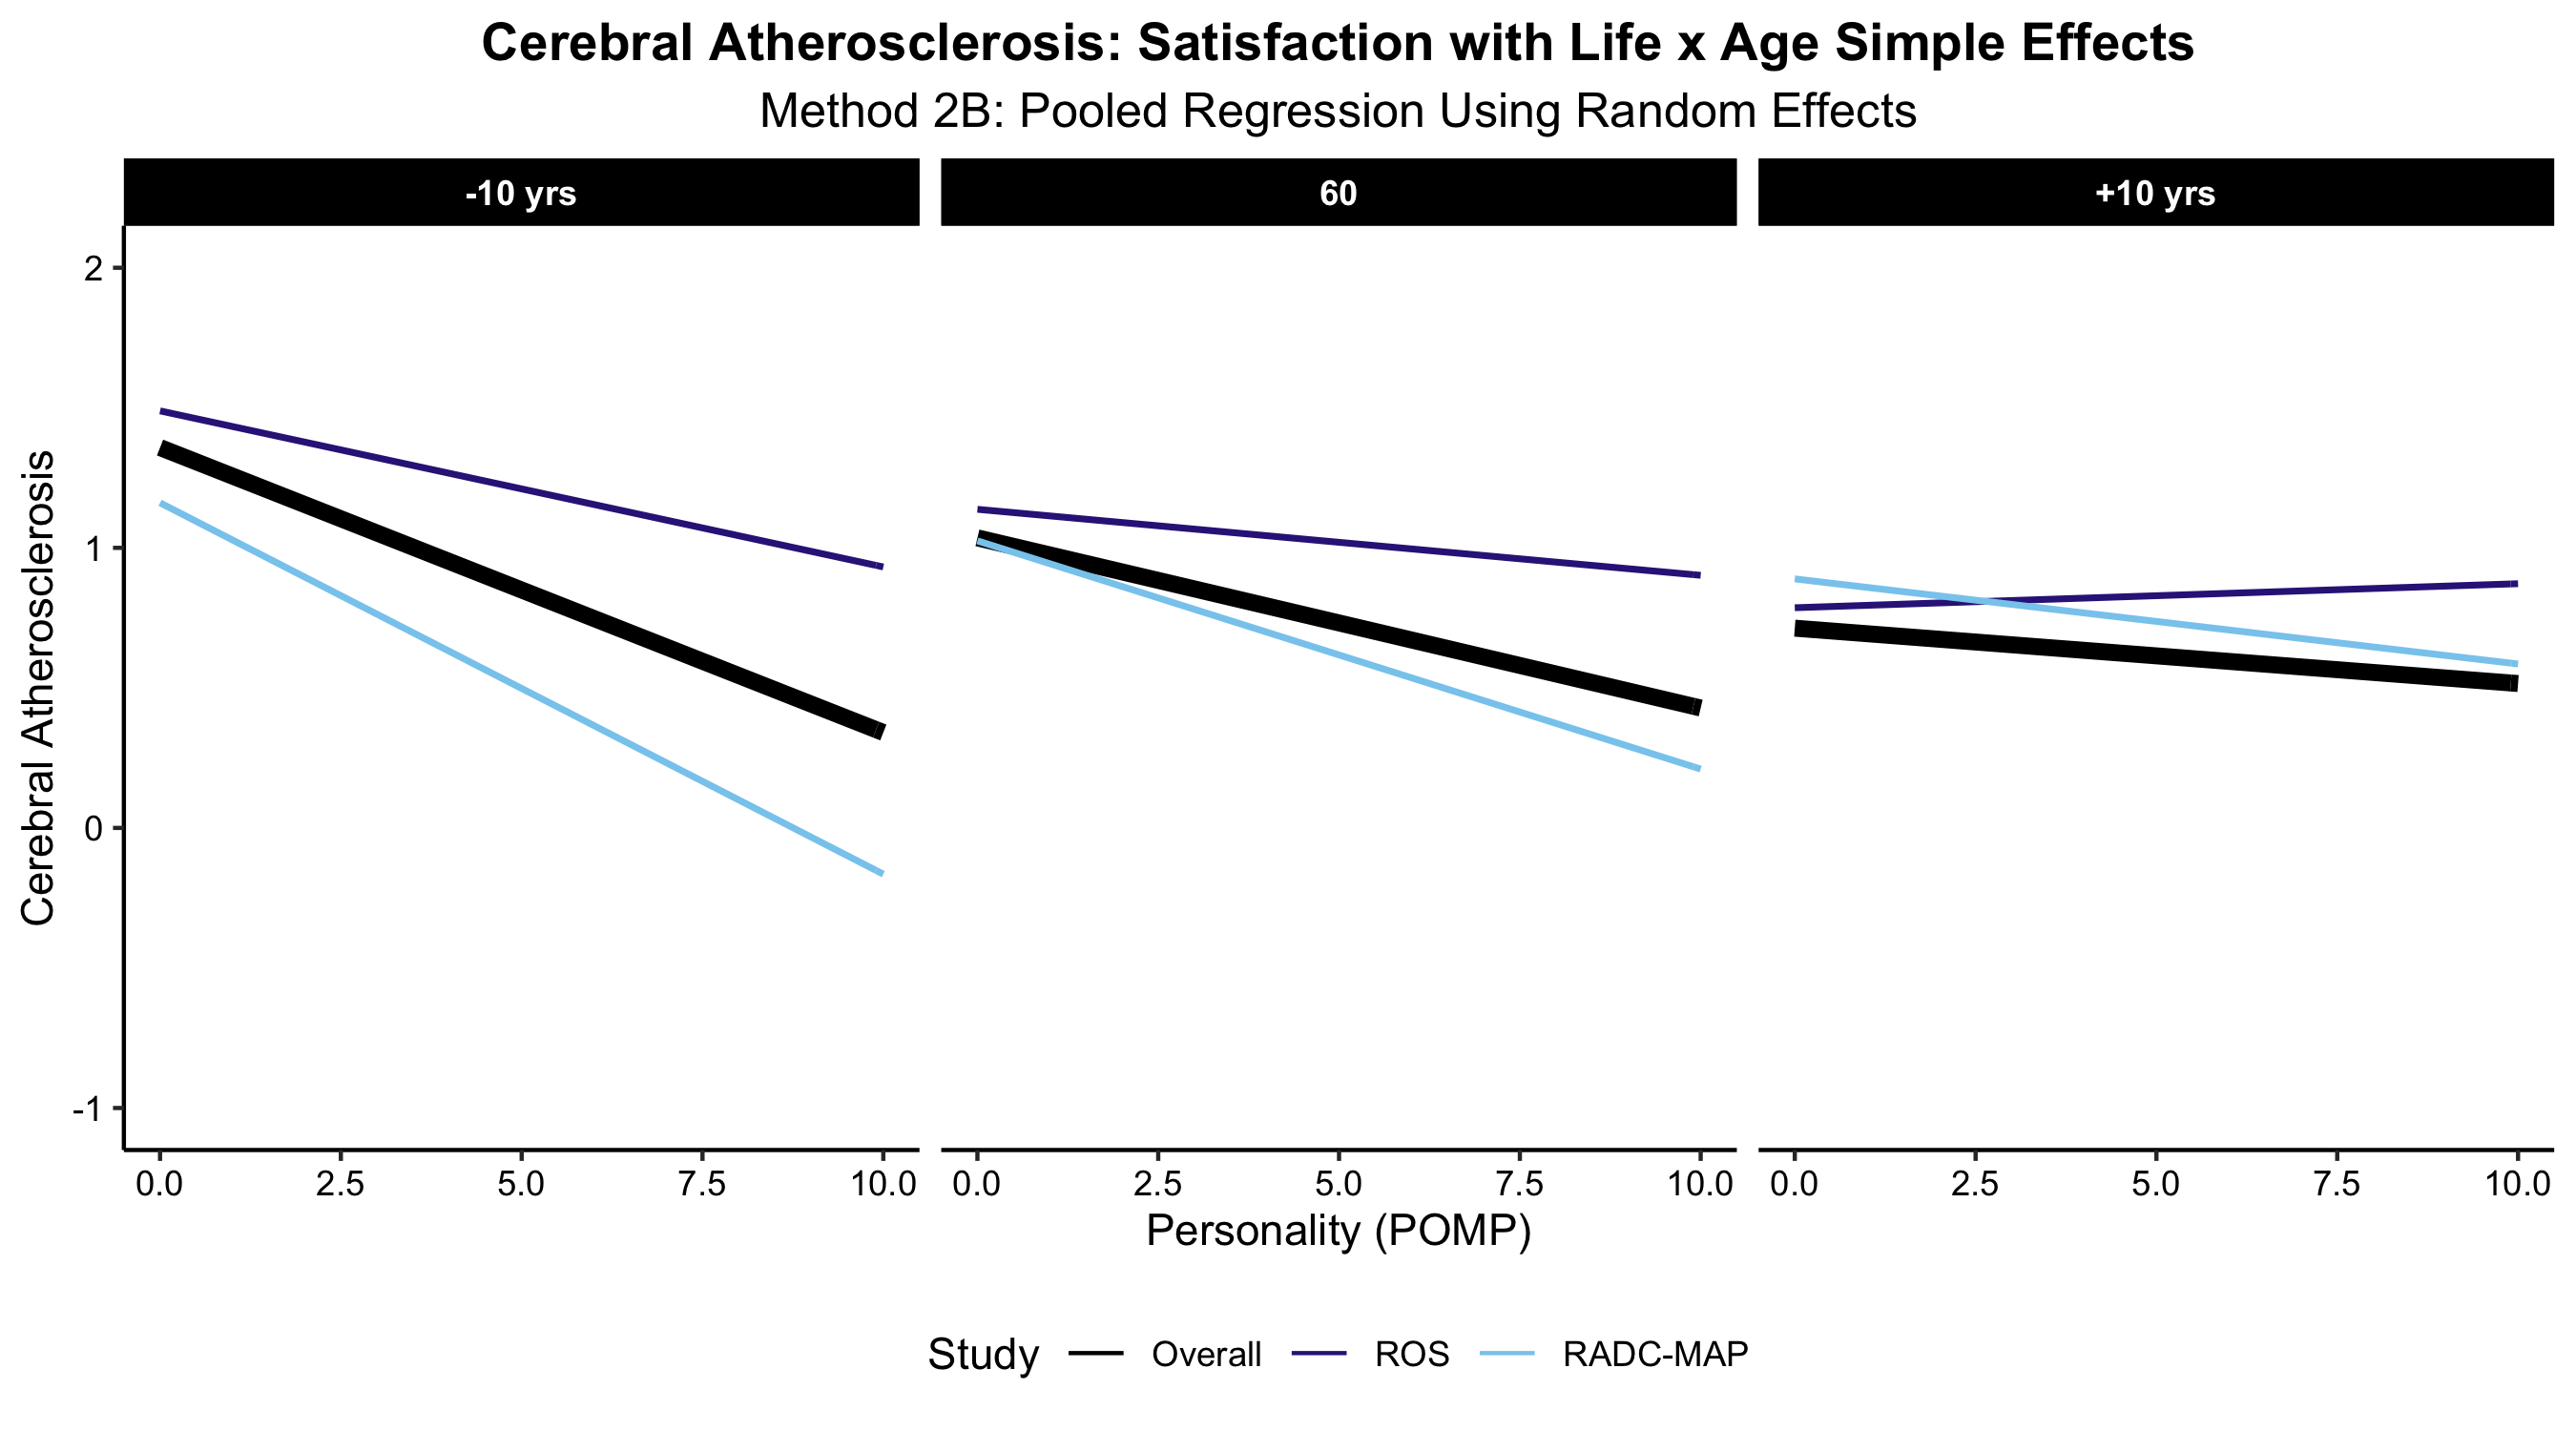 Cerebral Atherosclerosis: Satisfaction with Life x Age Simple Effects
Method 2B: Pooled Regression Using Random Effects
-10 yrs
60
+10 yrs
Cerebral Atherosclerosis
2
1
0
-1
0.0 2.5 5.0 7.5 10.0 0.0 2.5 5.0 7.5 10.0 0.0 2.5 5.0 7.5 10.0
Personality (POMP)
Study Overall ROS RADC-MAP